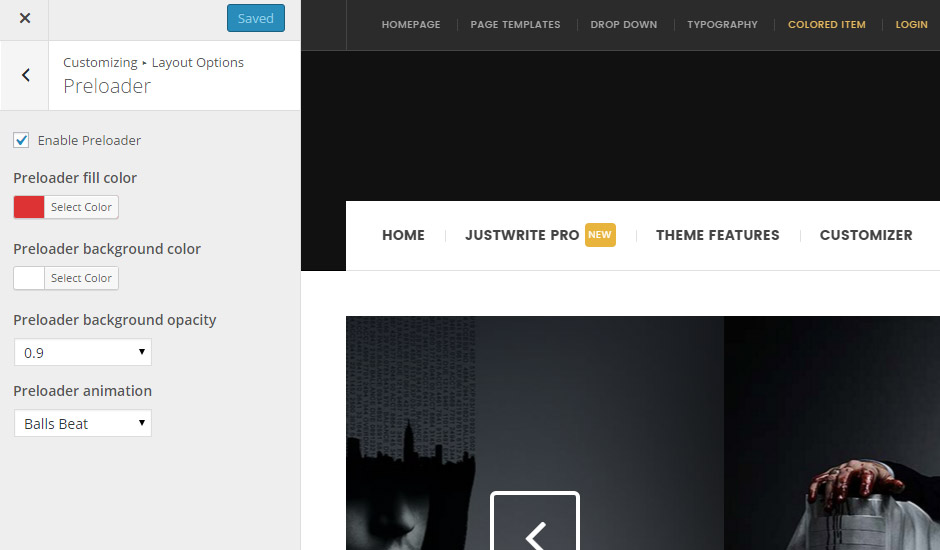 Saved
Customizing ▸ Layout Options
Preloader
Enable Preloader
Preloader fill color
Select Color
Preloader background color
Select Color
Preloader background opacity
0.9
Preloader animation
Balls Beat
HOMEPAGE PAGE TEMPLATES DROP DOWN TYPOGRAPHY COLORED ITEM LOGIN
HOME JUSTWRITE PRO NEW THEME FEATURES CUSTOMIZER